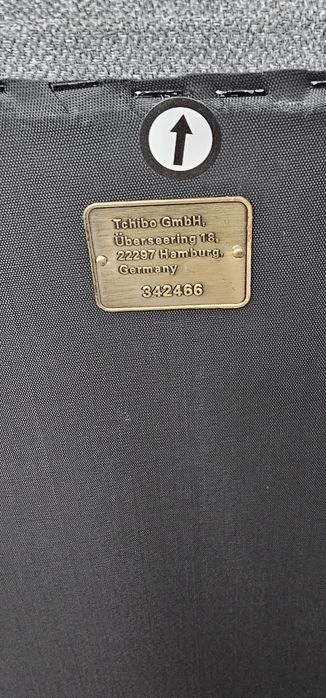 Tchibo GmbH,
Überseering 18,
22297 Hamburg,
Germany
342466